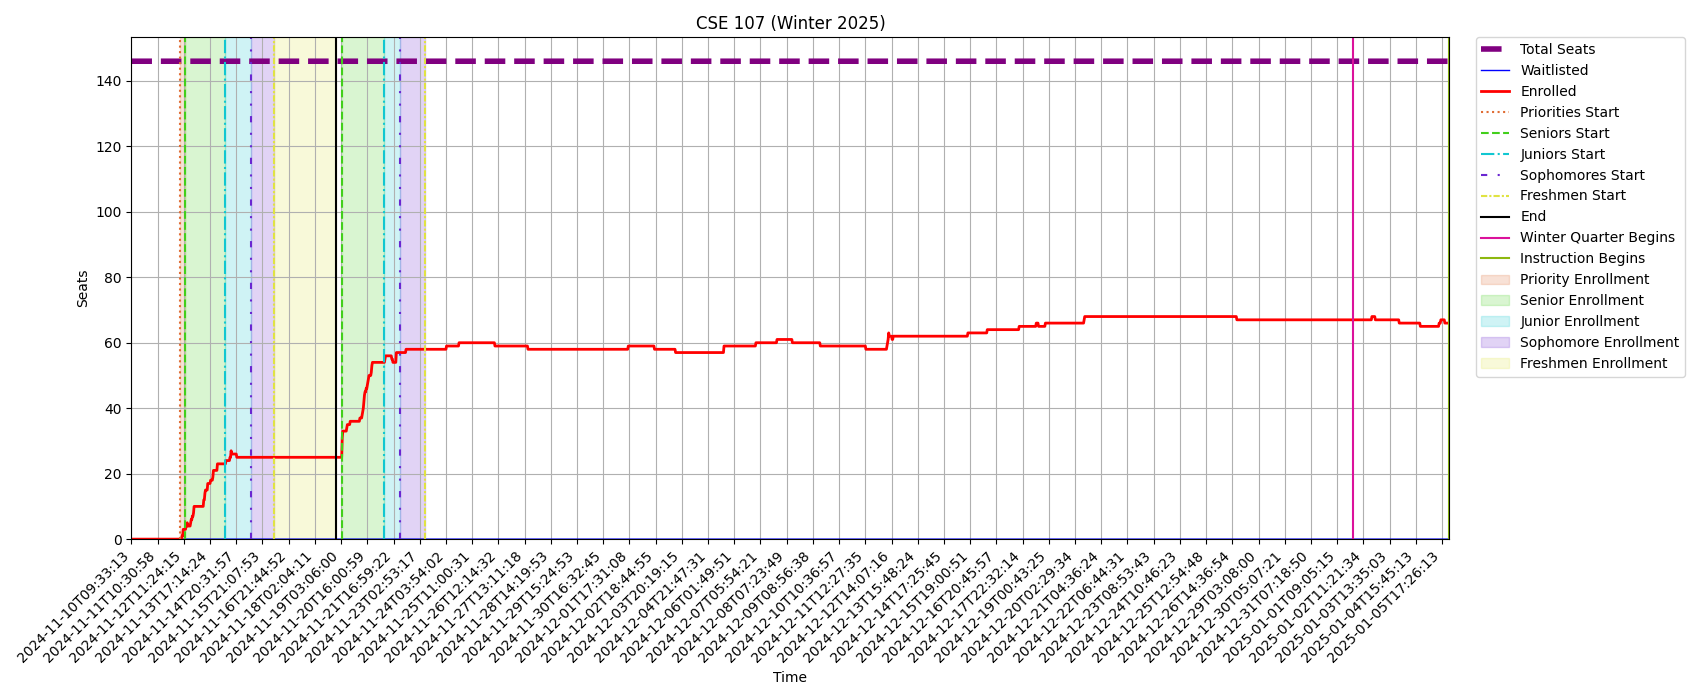 CSE 107 (Winter 2025)
Seats
140
120
100
80
60
40
20
0
2024-11-10T09:33:13
2024-11-11T10:30:58
2024-11-12T11:24:15
2024-11-13T17:14:24
2024-11-14T20:31:57
2024-11-15T21:07:53
2024-11-16T21:44:52
2024-11-18T02:04:11
2024-11-19T03:06:00
2024-11-20T16:00:59
2024-11-21T16:59:22
2024-11-23T02:53:17
2024-11-24T03:54:02
2024-11-25T11:00:31
2024-11-26T12:14:32
2024-11-27T13:11:18
2024-11-28T14:19:53
2024-11-29T15:24:53
2024-11-30T16:32:45
2024-12-01T17:31:08
2024-12-02T18:44:55
2024-12-03T20:19:15
2024-12-04T21:47:31
2024-12-06T01:49:51
2024-12-07T05:54:21
2024-12-08T07:23:49
2024-12-09T08:56:38
2024-12-10T10:36:57
2024-12-11T12:27:35
2024-12-12T14:07:16
2024-12-13T15:48:24
2024-12-14T17:25:45
2024-12-15T19:00:51
2024-12-16T20:45:57
2024-12-17T22:32:14
2024-12-19T00:43:25
2024-12-20T02:29:34
2024-12-21T04:36:24
2024-12-22T06:44:31
2024-12-23T08:53:43
2024-12-24T10:46:23
2024-12-25T12:54:48
2024-12-26T14:36:54
2024-12-29T03:08:00
2024-12-30T05:07:21
2024-12-31T07:18:50
2025-01-01T09:05:15
2025-01-02T11:21:34
2025-01-03T13:35:03
2025-01-04T15:45:13
2025-01-05T17:26:13
Time
Total Seats
Waitlisted
Enrolled
Priorities Start
Seniors Start
Juniors Start
Sophomores Start
Freshmen Start
End
Winter Quarter Begins
Instruction Begins
Priority Enrollment
Senior Enrollment
Junior Enrollment
Sophomore Enrollment
Freshmen Enrollment